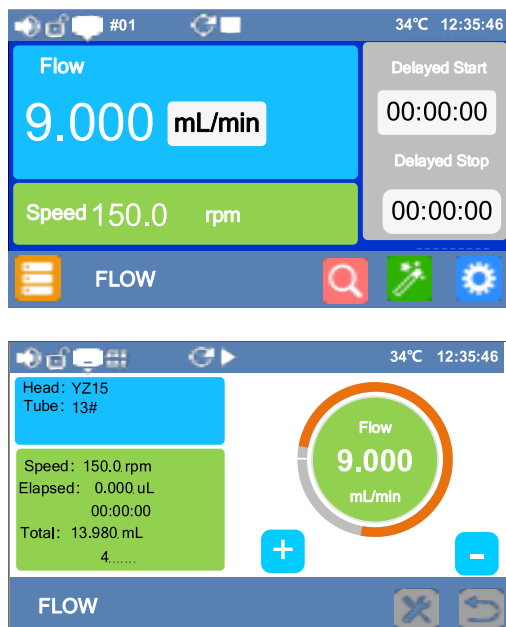 #01 34℃ 12:35:46
Flow
9.000 mL/min
Speed 150.0 rpm
Delayed Start
00:00:00
Delayed Stop
00:00:00
FLOW
34℃ 12:35:46
Head: YZ15
Tube: 13#
Speed: 150.0 rpm
Elapsed: 0.000 uL
00:00:00
Total: 13.980 mL
4.......
Flow
9.000
mL/min
+
-
FLOW